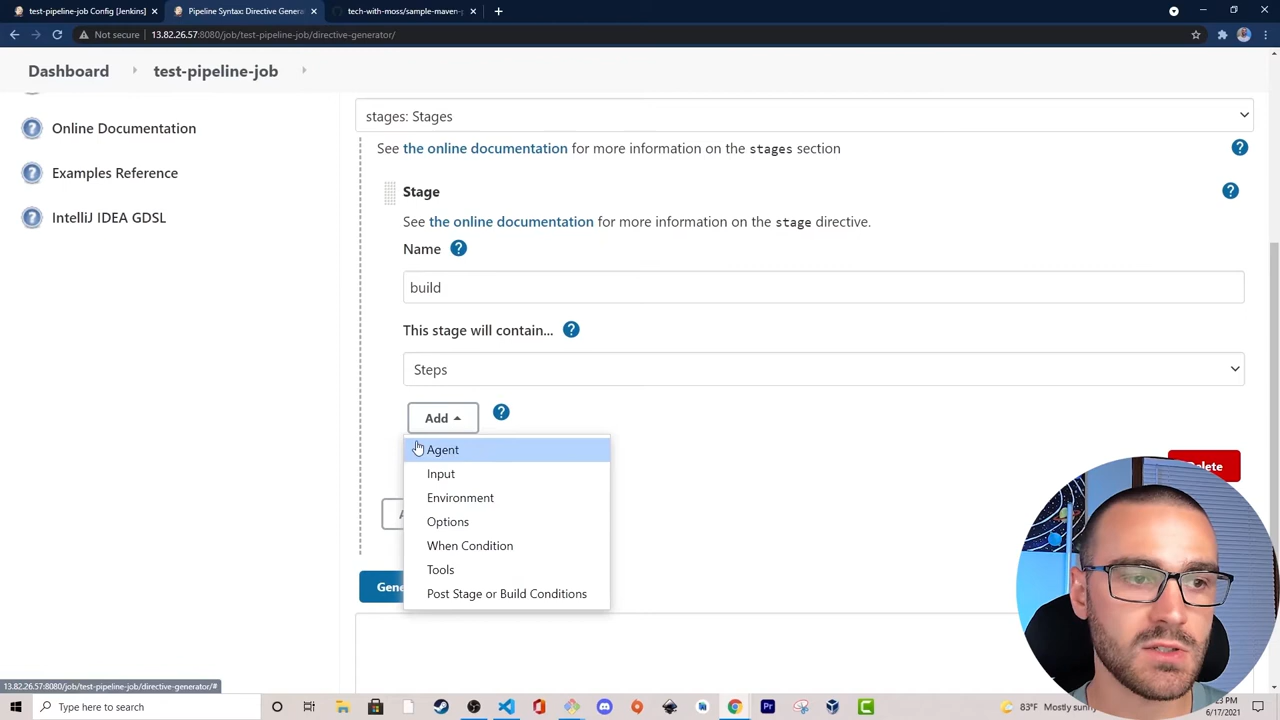 test-pipeline-job Config [Jenkins]
Pipeline Syntax: Directive Genera
tech-with-moss/sample-maven-
Not secure
13.82.26.57:8080/job/test-pipeline-job/directive-generator/
Dashboard
test-pipeline-job
Online Documentation
Examples Reference
IntelliJ IDEA GDSL
stages: Stages
See the online documentation for more information on the stages section
Stage
See the online documentation for more information on the stage directive.
Name
build
This stage will contain...
Steps
Add
Agent
Input
Environment
Options
When Condition
Tools
Post Stage or Build Conditions
13.82.26.57:8080/job/test-pipeline-job/directive-generator/#
Type here to search
83°F Mostly sunny
6/17/2021